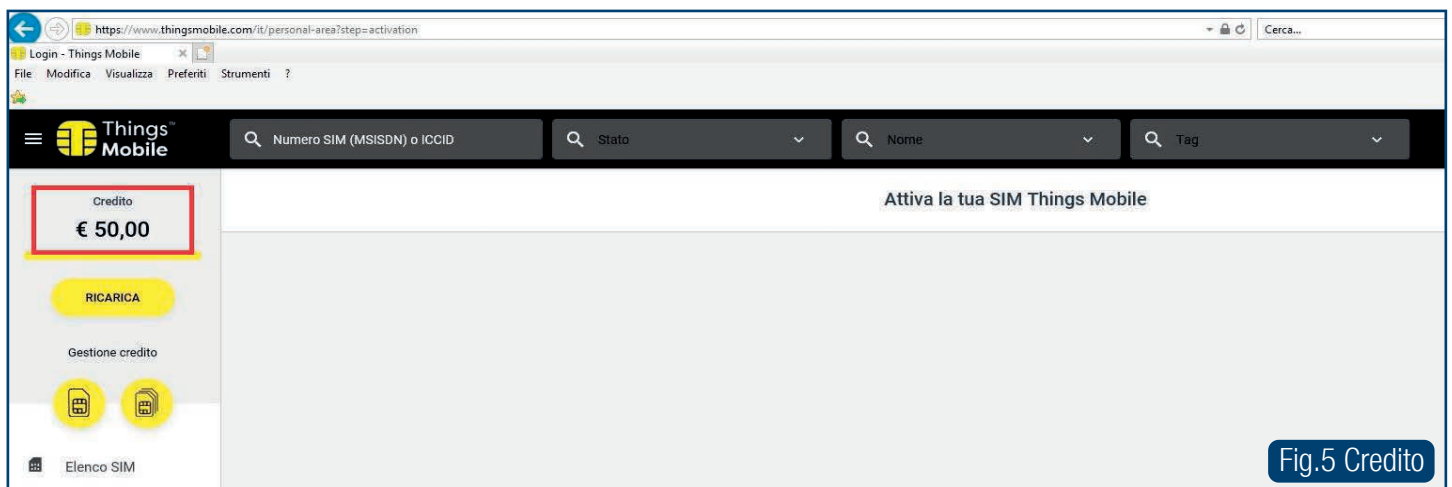 https://www.thingsmobile.com/it/personal-area?step=activation
Cerca...
Login - Things Mobile
File Modifica Visualizza Preferiti Strumenti ?
Things™
Mobile
Numero SIM (MSISDN) o ICCID
Stato
Nome
Tag
Credito
€ 50,00
Attiva la tua SIM Things Mobile
RICARICA
Gestione credito
Elenco SIM
Fig.5 Credito